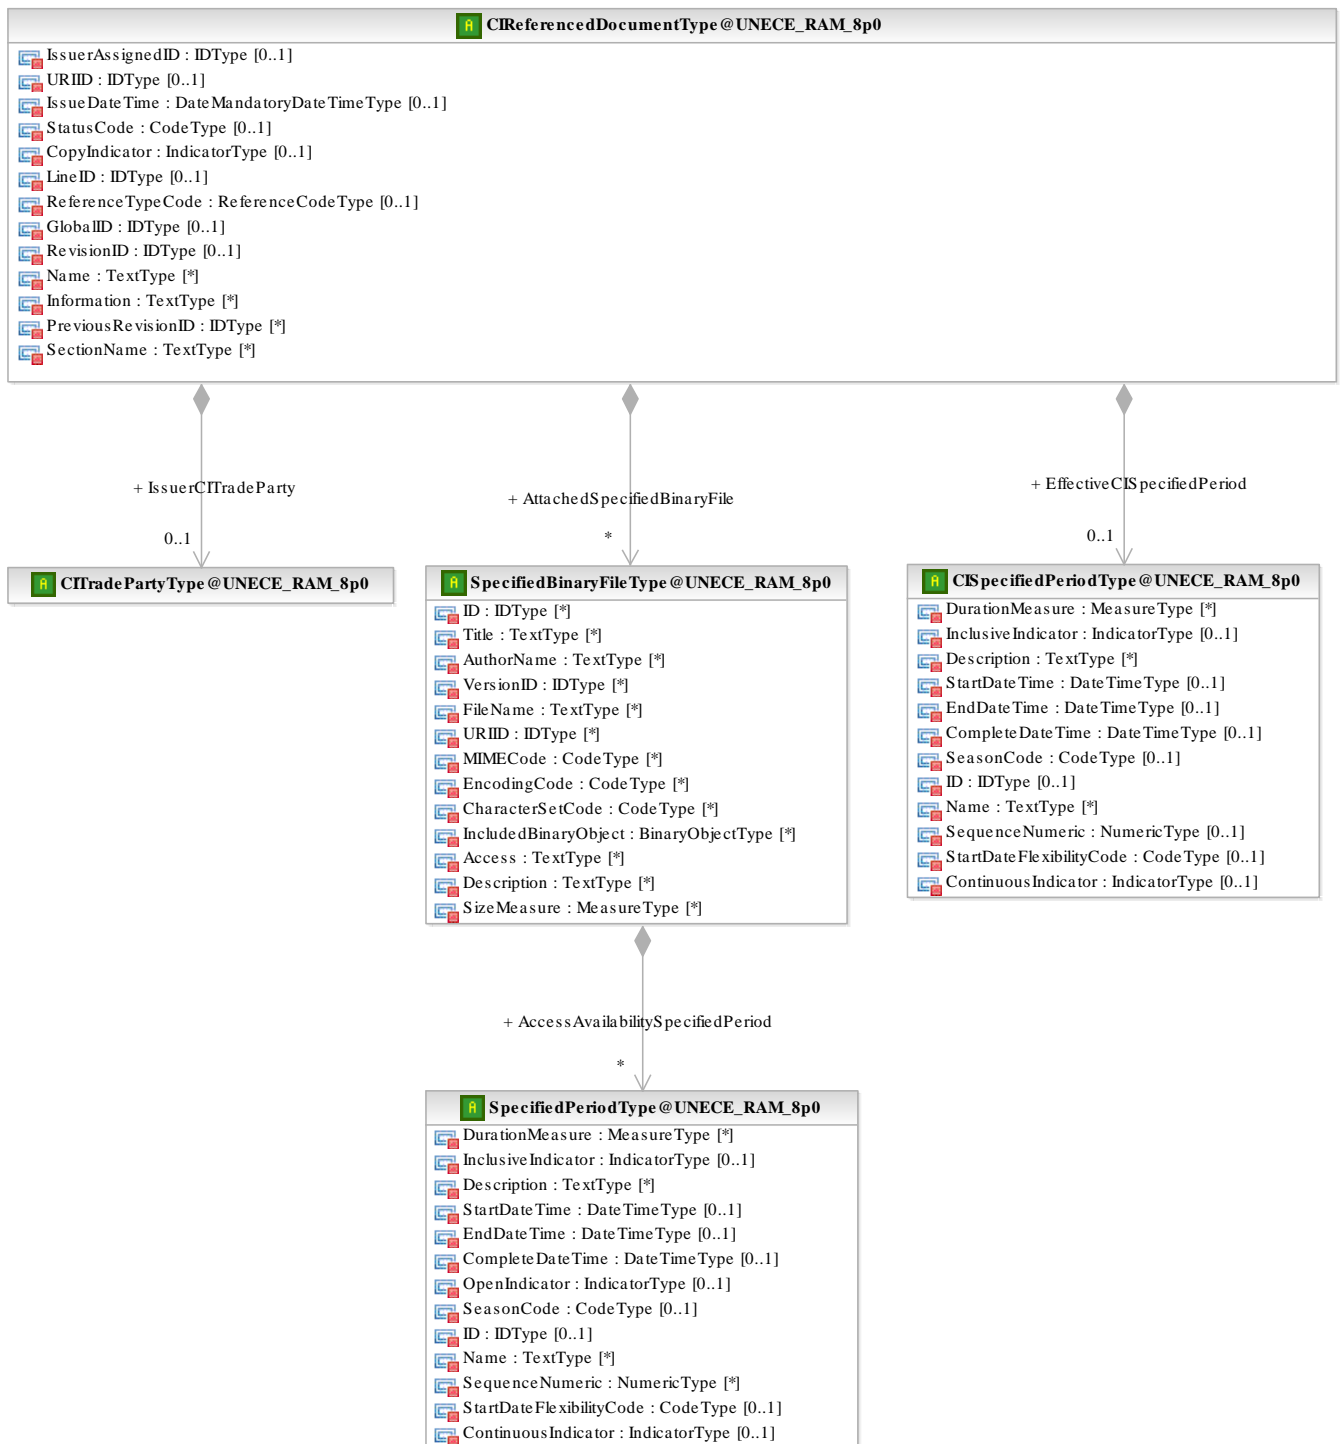 CIReferencedDocumentType@UNECE_RAM_8p0
IssuerAssignedID : IDType [0..1]
URIID : IDType [0..1]
IssueDateTime : DateMandatoryDateTimeType [0..1]
StatusCode : CodeType [0..1]
CopyIndicator : IndicatorType [0..1]
LineID : IDType [0..1]
ReferenceTypeCode : ReferenceCodeType [0..1]
GlobalID : IDType [0..1]
RevisionID : IDType [0..1]
Name : TextType [*]
Information : TextType [*]
PreviousRevisionID : IDType [*]
SectionName : TextType [*]
+ IssuerCITradeParty
0..1
+ AttachedSpecifiedBinaryFile
*
+ EffectiveCISpecifiedPeriod
0..1
CITradePartyType@UNECE_RAM_8p0
SpecifiedBinaryFileType@UNECE_RAM_8p0
ID : IDType [*]
Title : TextType [*]
AuthorName : TextType [*]
VersionID : IDType [*]
FileName : TextType [*]
URIID : IDType [*]
MIMECode : CodeType [*]
EncodingCode : CodeType [*]
CharacterSetCode : CodeType [*]
IncludedBinaryObject : BinaryObjectType [*]
Access : TextType [*]
Description : TextType [*]
SizeMeasure : MeasureType [*]
CISpecifiedPeriodType@UNECE_RAM_8p0
DurationMeasure : MeasureType [*]
InclusiveIndicator : IndicatorType [0..1]
Description : TextType [*]
StartDateTime : DateTimeType [0..1]
EndDateTime : DateTimeType [0..1]
CompleteDateTime : DateTimeType [0..1]
SeasonCode : CodeType [0..1]
ID : IDType [0..1]
Name : TextType [*]
SequenceNumeric : NumericType [0..1]
StartDateFlexibilityCode : CodeType [0..1]
ContinuousIndicator : IndicatorType [0..1]
+ AccessAvailabilitySpecifiedPeriod
*
SpecifiedPeriodType@UNECE_RAM_8p0
DurationMeasure : MeasureType [*]
InclusiveIndicator : IndicatorType [0..1]
Description : TextType [*]
StartDateTime : DateTimeType [0..1]
EndDateTime : DateTimeType [0..1]
CompleteDateTime : DateTimeType [0..1]
OpenIndicator : IndicatorType [0..1]
SeasonCode : CodeType [0..1]
ID : IDType [0..1]
Name : TextType [*]
SequenceNumeric : NumericType [*]
StartDateFlexibilityCode : CodeType [0..1]
ContinuousIndicator : IndicatorType [0..1]